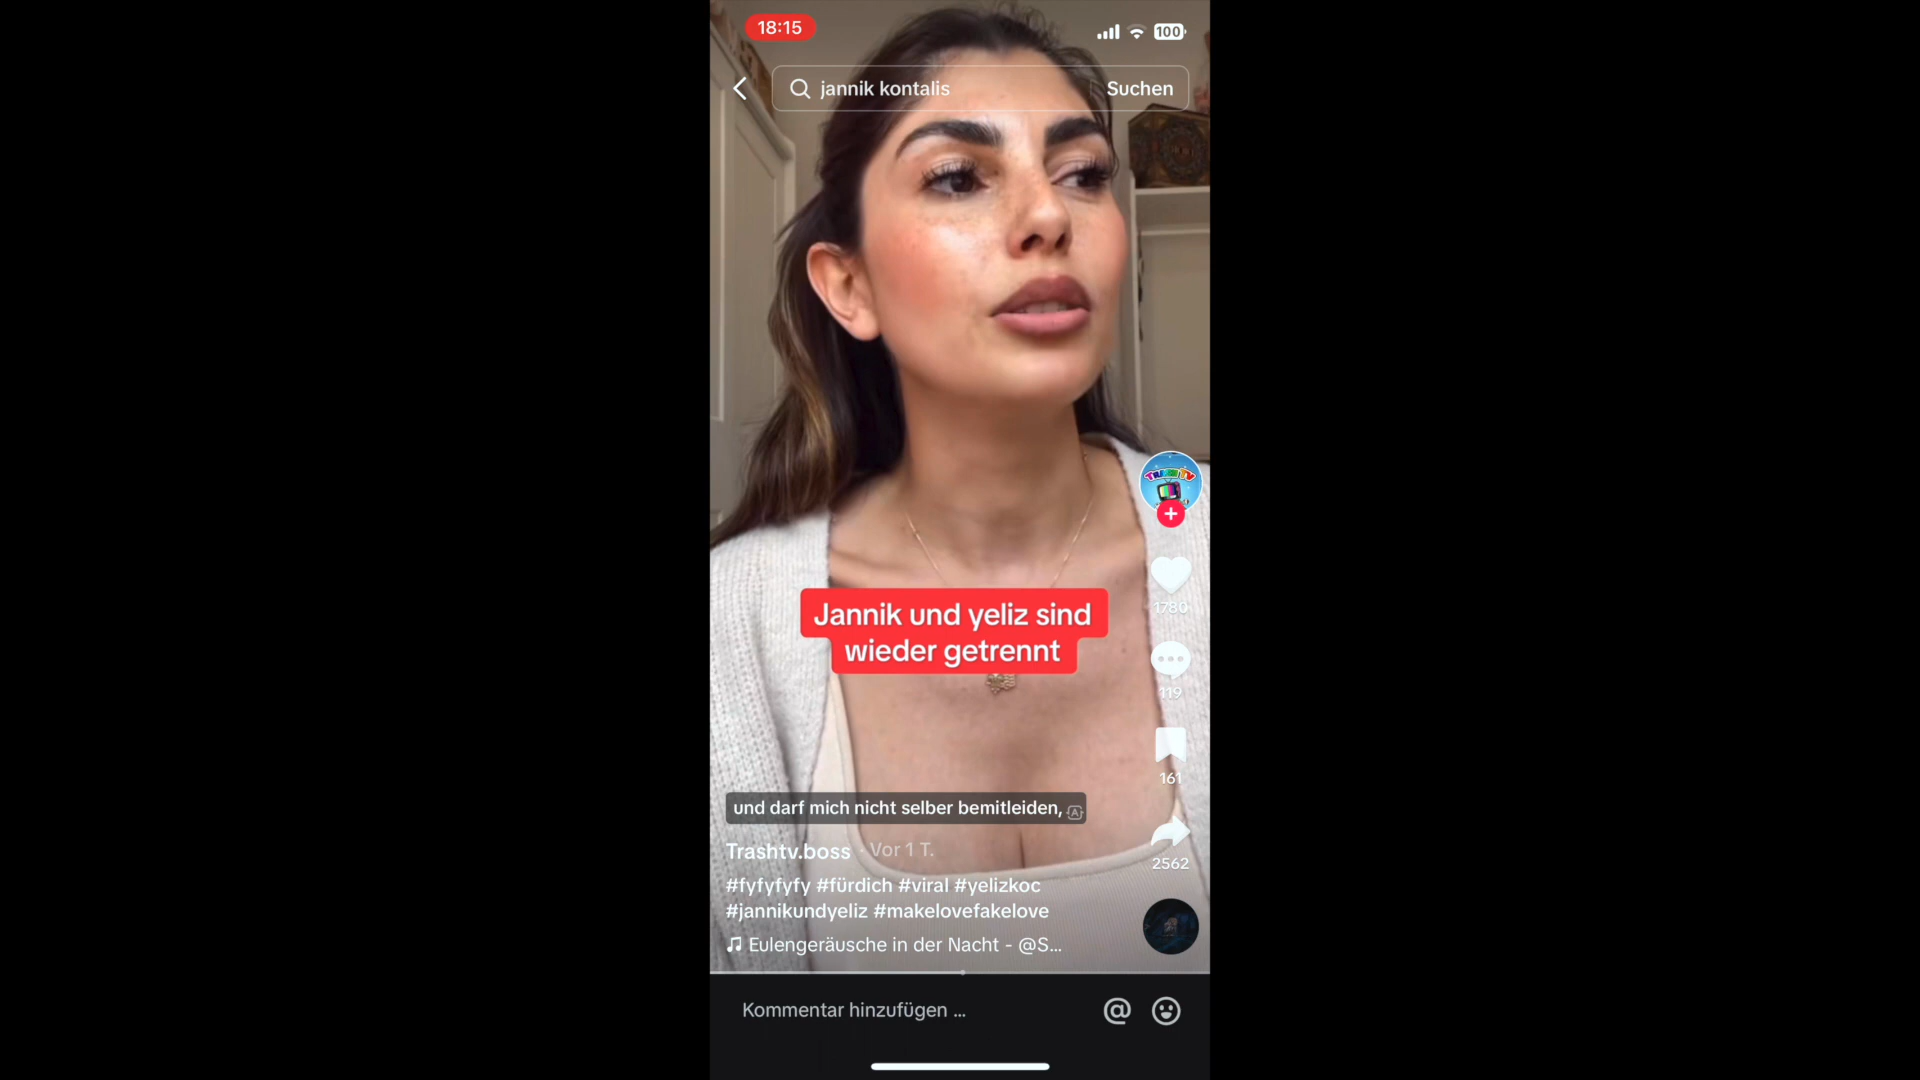 18:15
100
jannik kontalis
Suchen
TRASH TV
Jannik und yeliz sind
wieder getrennt
1780
119
161
2562
und darf mich nicht selber bemitleiden,
Trashtv.boss · Vor 1 T.
#fyfyfyfy #fürdich #viral #yelizkoc
#jannikundyeliz #makelovefakelove
Eulengeräusche in der Nacht - @S...
Kommentar hinzufügen ...
@